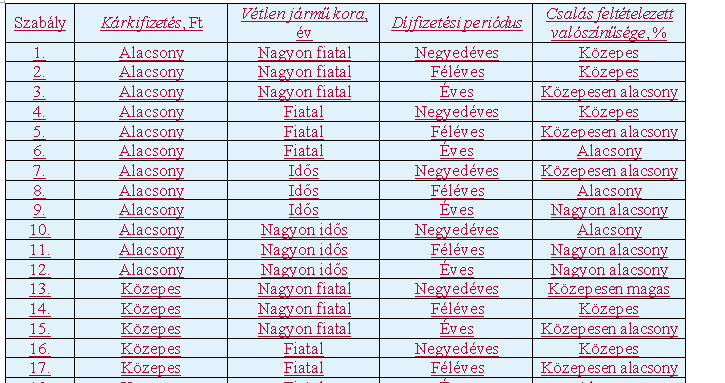 Szabály Kárkifizetés, Ft Vétlen jármű kora, év Díjfizetési periódus Csalás feltételezett valószínűsége, %
1. Alacsony Nagyon fiatal Negyedéves Közepes
2. Alacsony Nagyon fiatal Féléves Közepes
3. Alacsony Nagyon fiatal Éves Közepesen alacsony
4. Alacsony Fiatal Negyedéves Közepes
5. Alacsony Fiatal Féléves Közepesen alacsony
6. Alacsony Fiatal Éves Alacsony
7. Alacsony Idős Negyedéves Közepesen alacsony
8. Alacsony Idős Féléves Alacsony
9. Alacsony Idős Éves Nagyon alacsony
10. Alacsony Nagyon idős Negyedéves Alacsony
11. Alacsony Nagyon idős Féléves Nagyon alacsony
12. Alacsony Nagyon idős Éves Nagyon alacsony
13. Közepes Nagyon fiatal Negyedéves Közepesen magas
14. Közepes Nagyon fiatal Féléves Közepes
15. Közepes Nagyon fiatal Éves Közepesen alacsony
16. Közepes Fiatal Negyedéves Közepes
17. Közepes Fiatal Féléves Közepesen alacsony